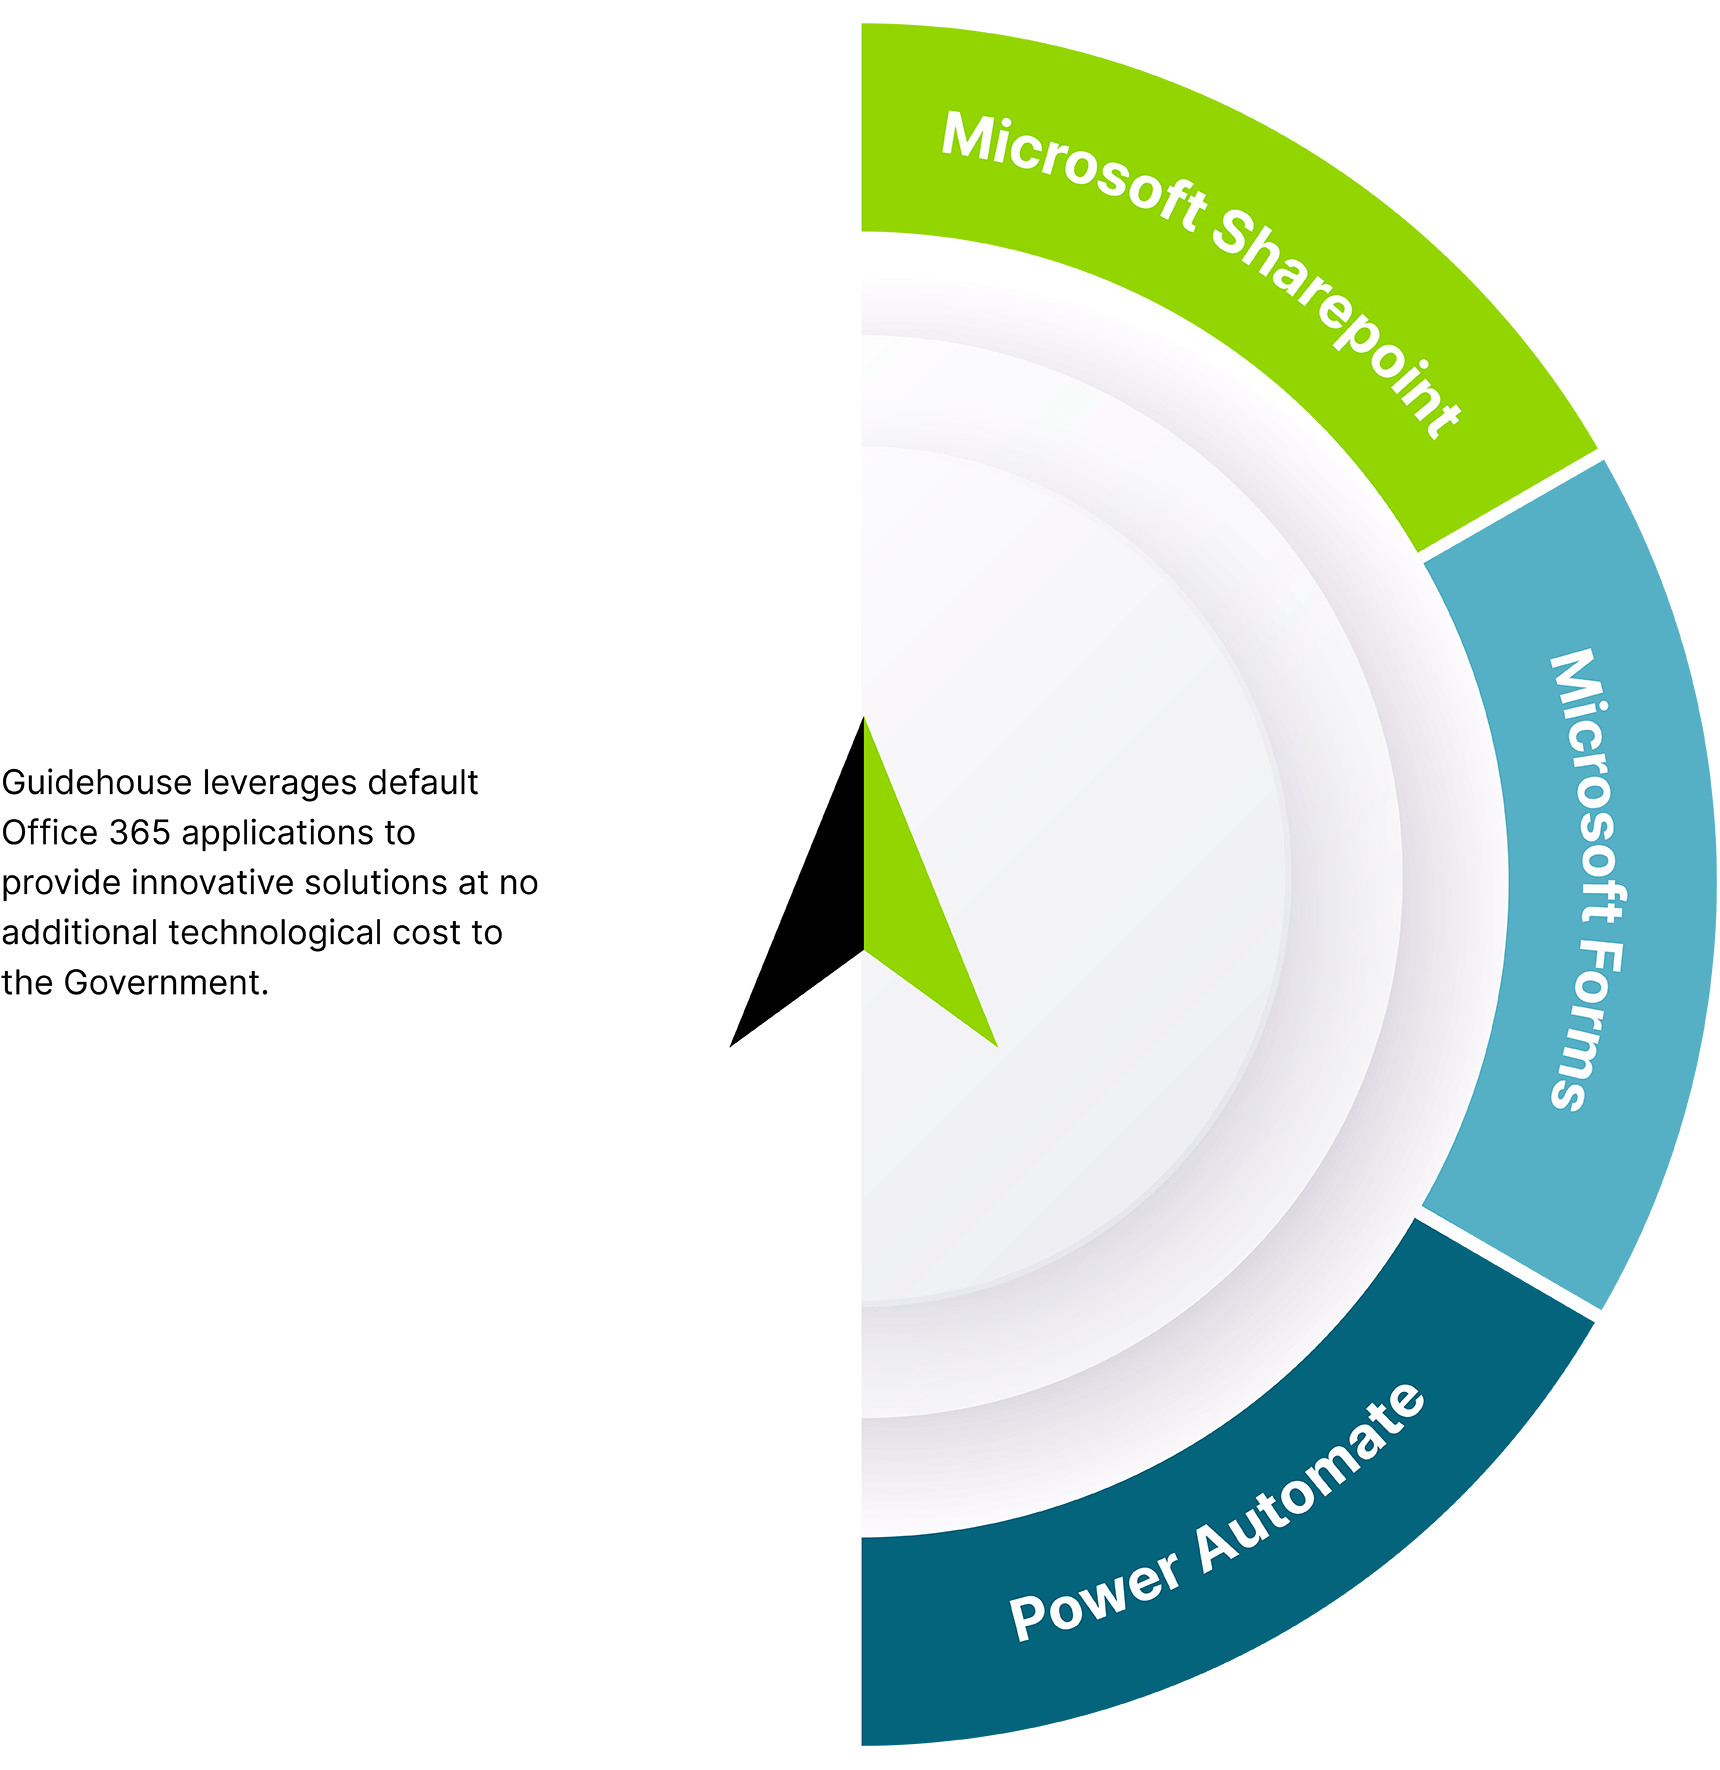 Guidehouse leverages default
Office 365 applications to
provide innovative solutions at no
additional technological cost to
the Government.
Microsoft Sharepoint
Microsoft Forms
Power Automate